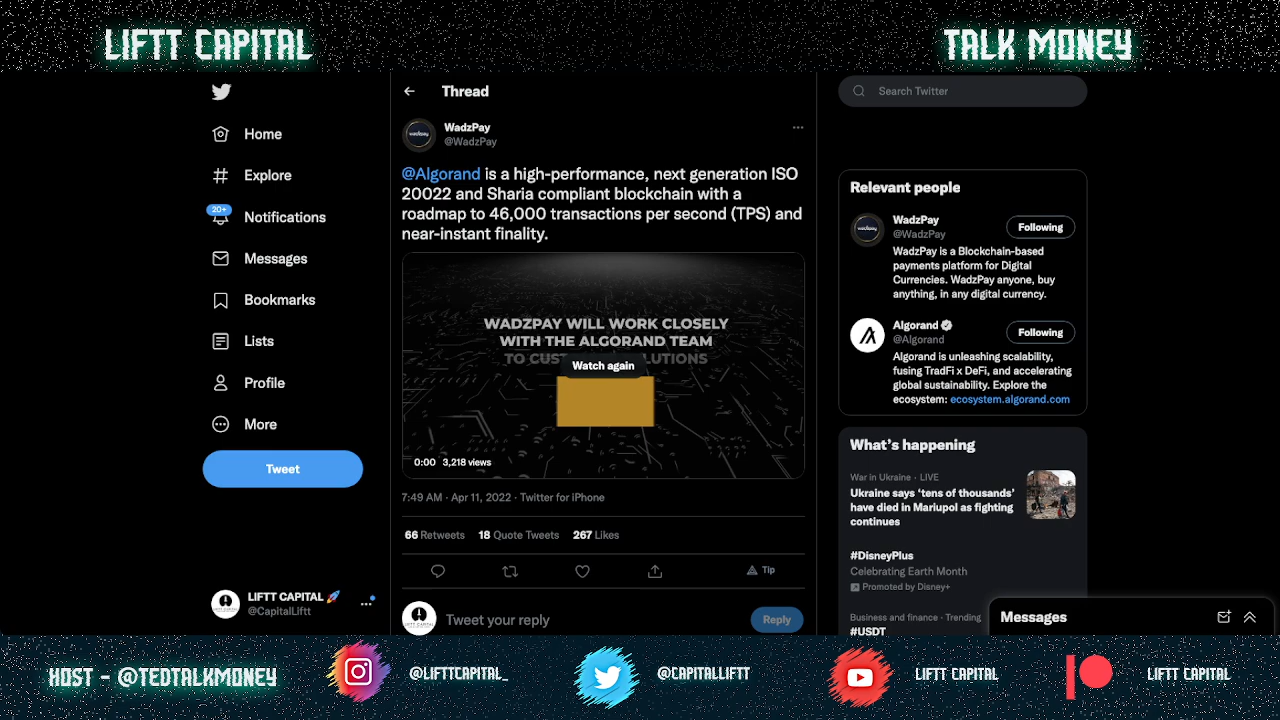 LIFTT CAPITAL
TALK MONEY
Home
Explore
20+
Notifications
Messages
Bookmarks
Lists
Profile
More
Tweet
LIFTT CAPITAL 🚀
@CapitalLiftt
Thread
WadzPay
@WadzPay
@Algorand is a high-performance, next generation ISO
20022 and Sharia compliant blockchain with a
roadmap to 46,000 transactions per second (TPS) and
near-instant finality.
WADZPAY WILL WORK CLOSELY
WITH THE ALGORAND TEAM
Watch again
0:00 3,218 views
7:49 AM · Apr 11, 2022 · Twitter for iPhone
66 Retweets 18 Quote Tweets 267 Likes
Tip
Tweet your reply
Reply
Search Twitter
Relevant people
WadzPay
@WadzPay
Following
WadzPay is a Blockchain-based
payments platform for Digital
Currencies. WadzPay anyone, buy
anything, in any digital currency.
Algorand
@Algorand
Following
Algorand is unleashing scalability,
fusing TradFi x DeFi, and accelerating
global sustainability. Explore the
ecosystem: ecosystem.algorand.com
What's happening
War in Ukraine · LIVE
Ukraine says 'tens of thousands'
have died in Mariupol as fighting
continues
#DisneyPlus
Celebrating Earth Month
Promoted by Disney+
Business and finance · Trending
#USDT
Messages
HOST - @TEDTALKMONEY
@LIFTTCAPITAL_
@CAPITALLIFTT
LIFTT CAPITAL
LIFTT CAPITAL